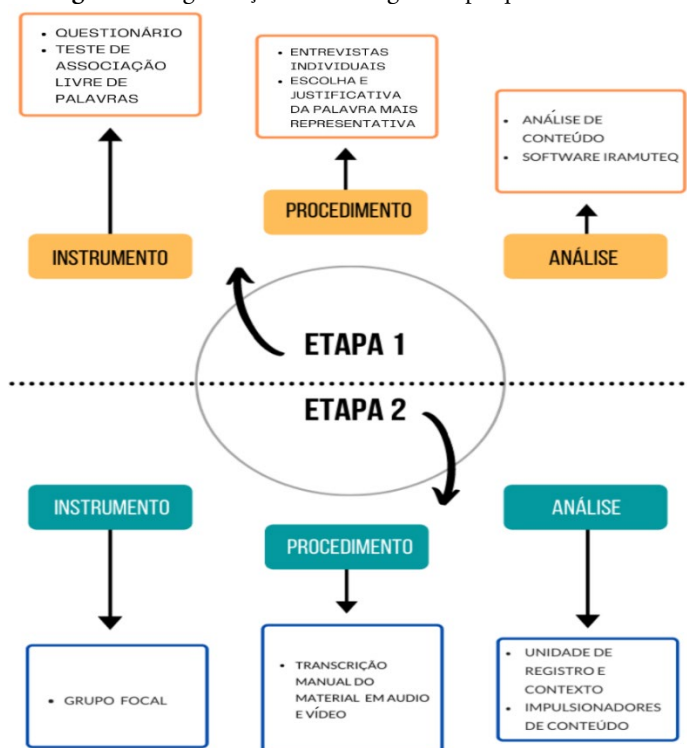 • QUESTIONÁRIO
• TESTE DE
ASSOCIAÇÃO
LIVRE DE
PALAVRAS
• ENTREVISTAS
INDIVIDUAIS
• ESCOLHA E
JUSTIFICATIVA
DA PALAVRA MAIS
REPRESENTATIVA
• ANÁLISE DE
CONTEÚDO
• SOFTWARE IRAMUTEQ
INSTRUMENTO
PROCEDIMENTO
ANÁLISE
ETAPA 1
ETAPA 2
INSTRUMENTO
PROCEDIMENTO
ANÁLISE
• GRUPO FOCAL
• TRANSCRIÇÃO
MANUAL DO
MATERIAL EM AUDIO
E VÍDEO
• UNIDADE DE
REGISTRO E
CONTEXTO
• IMPULSIONADORES
DE CONTEÚDO